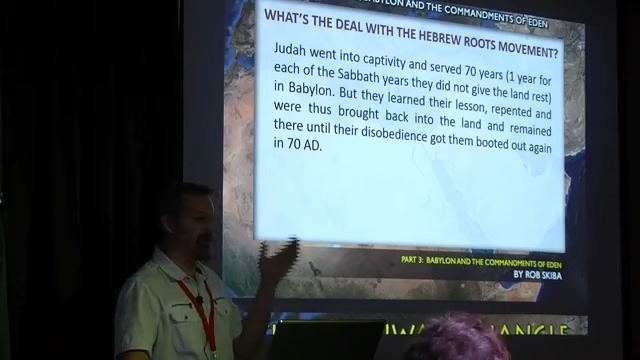 BABYLON AND THE COMMANDMENTS OF EDEN
WHAT'S THE DEAL WITH THE HEBREW ROOTS MOVEMENT?
Judah went into captivity and served 70 years (1 year for
each of the Sabbath years they did not give the land rest)
in Babylon. But they learned their lesson, repented and
were thus brought back into the land and remained
there until their disobedience got them booted out again
in 70 AD.
PART 3: BABYLON AND THE COMMANDMENTS OF EDEN
BY ROB SKIBA